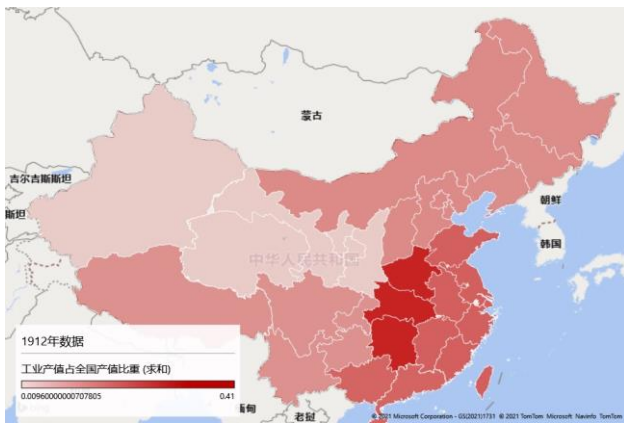 蒙古
吉尔吉斯斯坦
斯坦
朝鲜
韩国
中华人民共和国
1912年数据
工业产值占全国产值比重 (求和)
0.00960000000707805 0.41
缅甸
老挝
© 2021 Microsoft Corporation - GS(2021)1731 © 2021 TomTom Microsoft Navinfo TomTom